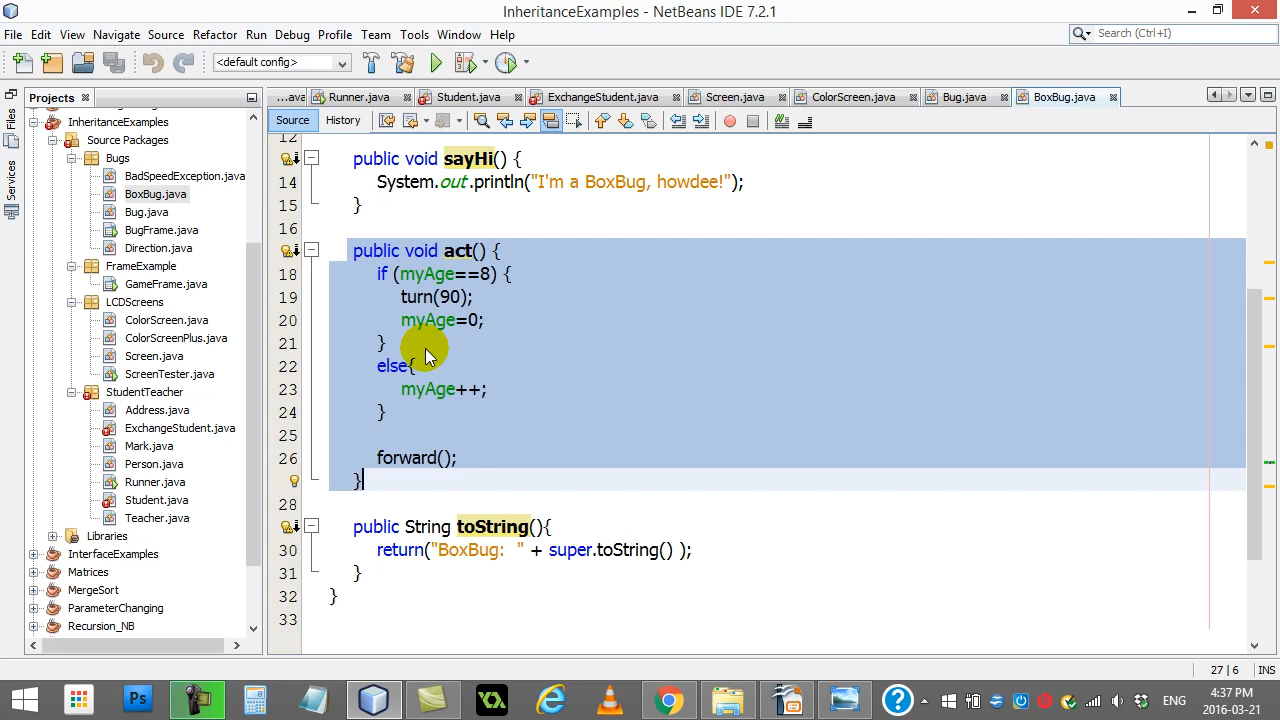 InheritanceExamples - NetBeans IDE 7.2.1
File Edit View Navigate Source Refactor Run Debug Profile Team Tools Window Help
Search (Ctrl+I)
<default config>
Files
Services
Projects
InheritanceExamples
Source Packages
Bugs
BadSpeedException.java
BoxBug.java
Bug.java
BugFrame.java
Direction.java
FrameExample
GameFrame.java
LCDScreens
ColorScreen.java
ColorScreenPlus.java
Screen.java
ScreenTester.java
StudentTeacher
Address.java
ExchangeStudent.java
Mark.java
Person.java
Runner.java
Student.java
Teacher.java
Libraries
InterfaceExamples
Matrices
MergeSort
ParameterChanging
Recursion_NB
...ava Runner.java Student.java ExchangeStudent.java Screen.java ColorScreen.java Bug.java BoxBug.java
Source History
12
public void sayHi() {
14 System.out.println("I'm a BoxBug, howdee!");
15 }
16
public void act() {
18 if (myAge==8) {
19 turn(90);
20 myAge=0;
21 }
22 else{
23 myAge++;
24 }
25
26 forward();
}
28
public String toString(){
30 return("BoxBug:  " + super.toString() );
31 }
32 }
33
27 | 6 INS
ENG
4:37 PM
2016-03-21